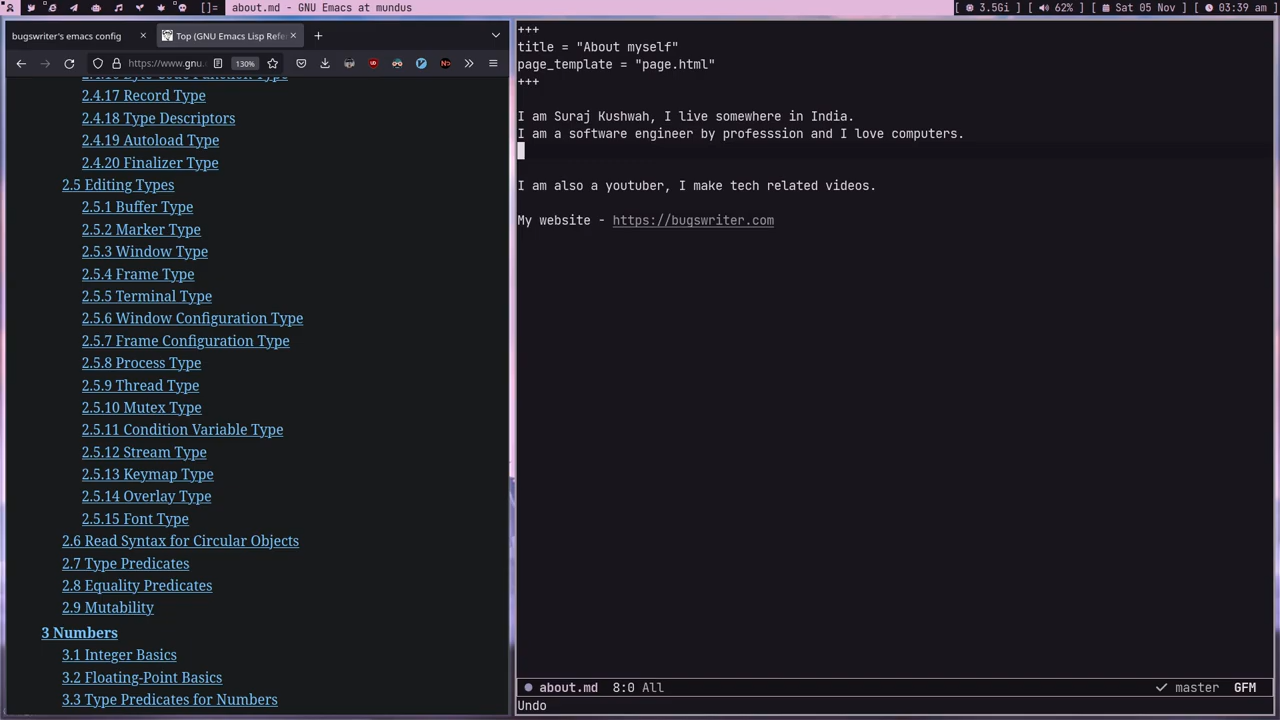 []= about.md - GNU Emacs at mundus [ 3.55Gi ] [ 62% ] [ Sat 05 Nov ] [ 03:39 am ]
bugswriter's emacs config
Top (GNU Emacs Lisp Refer
https://www.gnu. 130%
2.4.17 Record Type
2.4.18 Type Descriptors
2.4.19 Autoload Type
2.4.20 Finalizer Type
2.5 Editing Types
2.5.1 Buffer Type
2.5.2 Marker Type
2.5.3 Window Type
2.5.4 Frame Type
2.5.5 Terminal Type
2.5.6 Window Configuration Type
2.5.7 Frame Configuration Type
2.5.8 Process Type
2.5.9 Thread Type
2.5.10 Mutex Type
2.5.11 Condition Variable Type
2.5.12 Stream Type
2.5.13 Keymap Type
2.5.14 Overlay Type
2.5.15 Font Type
2.6 Read Syntax for Circular Objects
2.7 Type Predicates
2.8 Equality Predicates
2.9 Mutability
3 Numbers
3.1 Integer Basics
3.2 Floating-Point Basics
3.3 Type Predicates for Numbers
+++
title = "About myself"
page_template = "page.html"
+++
I am Suraj Kushwah, I live somewhere in India.
I am a software engineer by professsion and I love computers.
I am also a youtuber, I make tech related videos.
My website - https://bugswriter.com
about.md 8:0 All master GFM
Undo